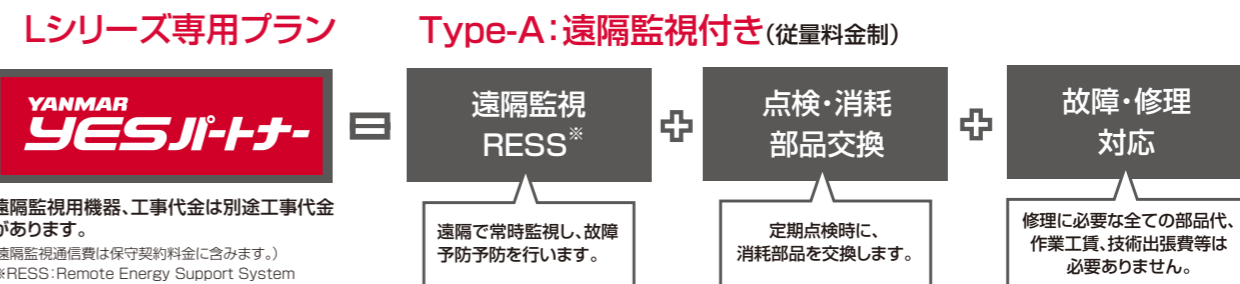 Lシリーズ専用プラン
Type-A:遠隔監視付き(従量料金制)
YANMAR
YESパートナー
=
遠隔監視
RESS※
+
点検・消耗
部品交換
+
故障・修理
対応
遠隔監視用機器、工事代金は別途工事代金
があります。
遠隔監視通信費は保守契約料金に含みます。)
※RESS:Remote Energy Support System
遠隔で常時監視し、故障
予防予防を行います。
定期点検時に、
消耗部品を交換します。
修理に必要な全ての部品代、
作業工賃、技術出張費等は
必要ありません。